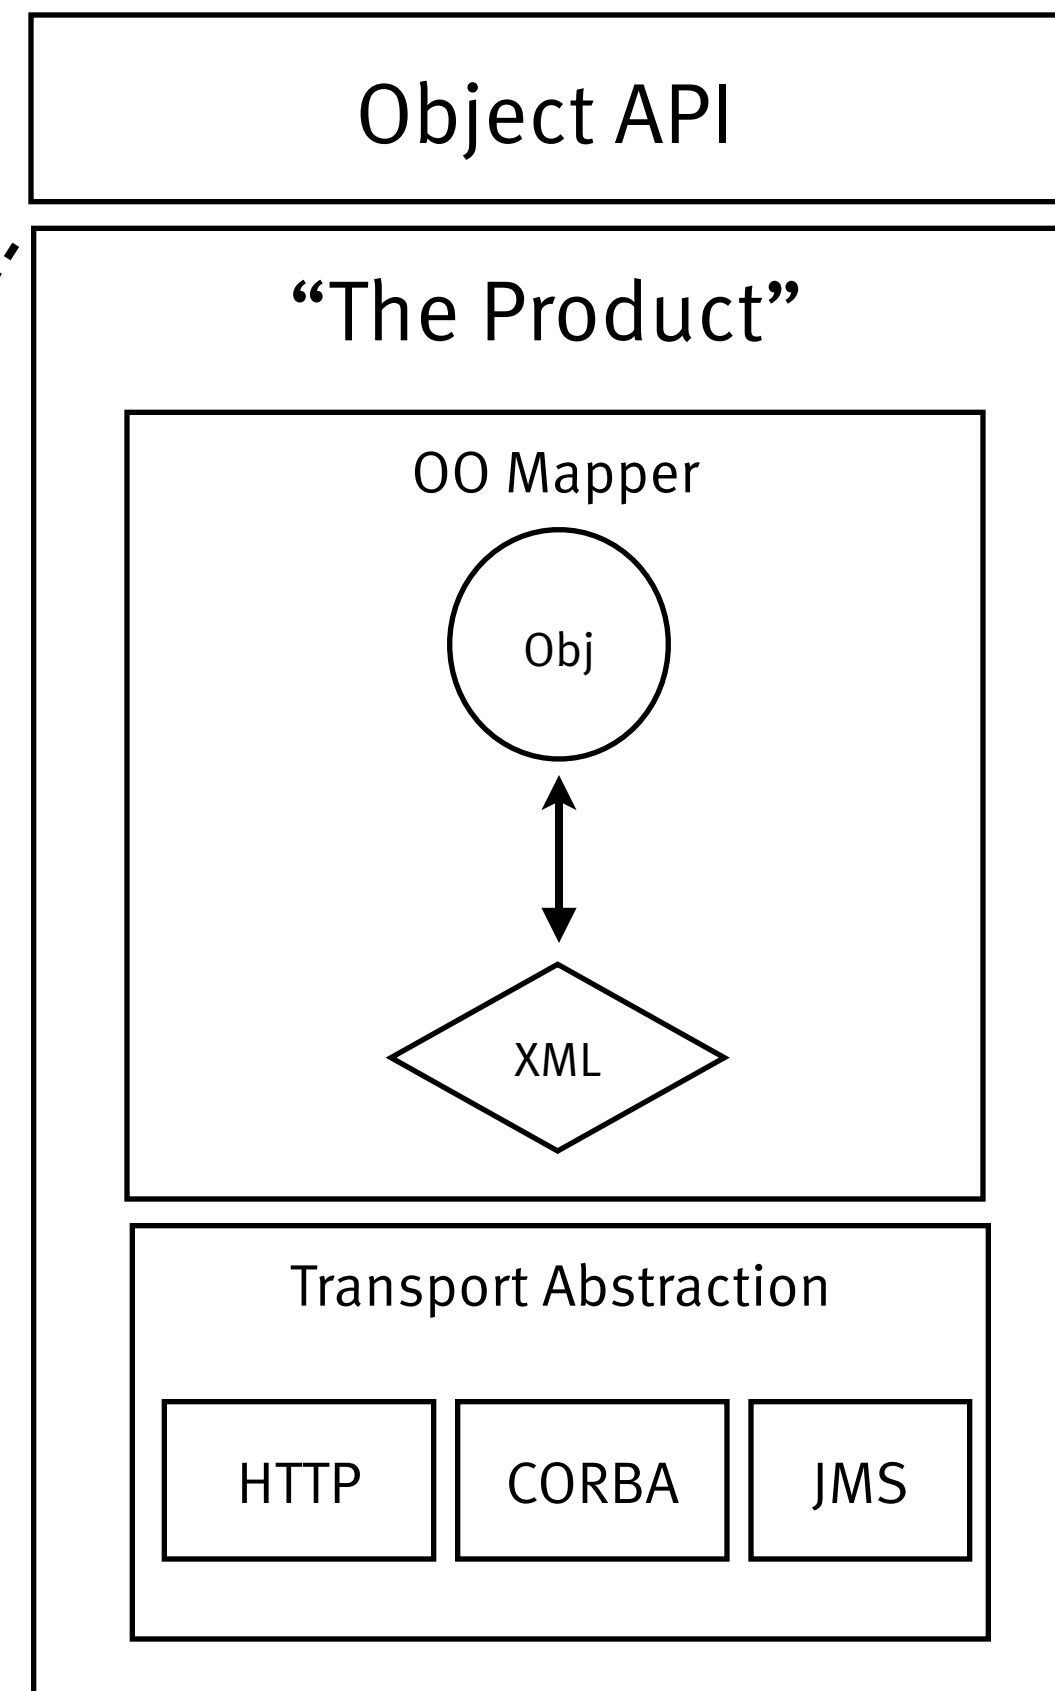 Object API
“The Product”
OO Mapper
Obj
XML
Transport Abstraction
HTTP
CORBA
JMS